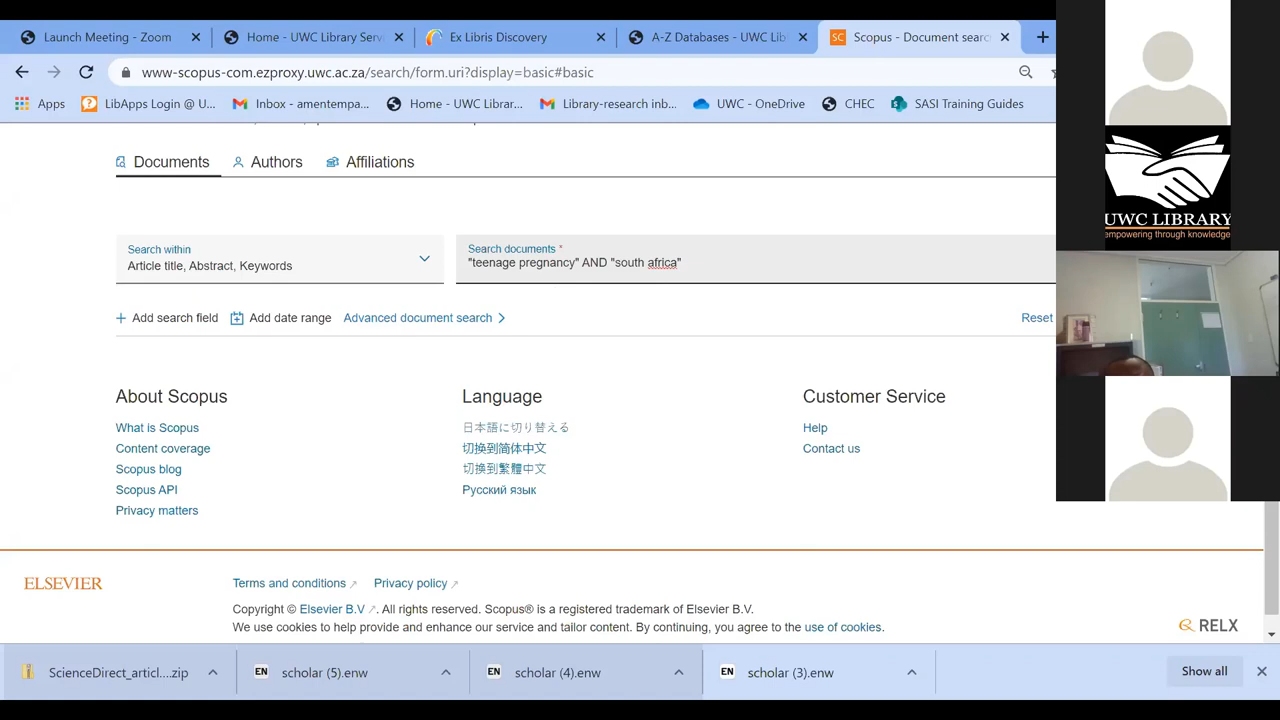 Launch Meeting - Zoom
Home - UWC Library Serv
Ex Libris Discovery
A-Z Databases - UWC Lib
SC Scopus - Document searc
www-scopus-com.ezproxy.uwc.ac.za/search/form.uri?display=basic#basic
Apps
LibApps Login @ U...
Inbox - amentempa...
Home - UWC Librar...
Library-research inb...
UWC - OneDrive
CHEC
SASI Training Guides
Documents
Authors
Affiliations
Search within
Article title, Abstract, Keywords
Search documents *
"teenage pregnancy" AND "south africa"
Add search field
Add date range
Advanced document search
Reset
About Scopus
What is Scopus
Content coverage
Scopus blog
Scopus API
Privacy matters
Language
日本語に切り替える
切换到简体中文
切換到繁體中文
Русский язык
Customer Service
Help
Contact us
ELSEVIER
Terms and conditions
Privacy policy
Copyright © Elsevier B.V. All rights reserved. Scopus® is a registered trademark of Elsevier B.V.
We use cookies to help provide and enhance our service and tailor content. By continuing, you agree to the use of cookies.
RELX
ScienceDirect_articl....zip
EN scholar (5).enw
EN scholar (4).enw
EN scholar (3).enw
Show all
UWC LIBRARY
empowering through knowledge